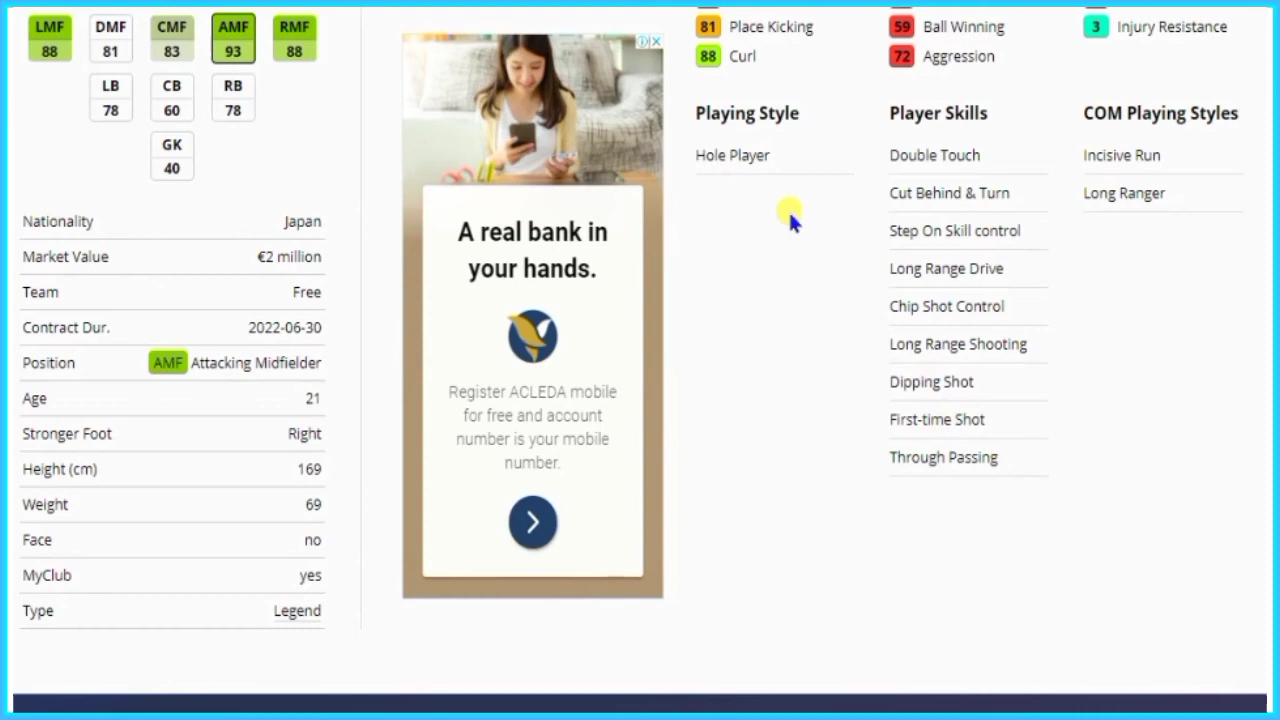 LMF DMF CMF AMF RMF
88 81 83 93 88
LB CB RB
78 60 78
GK
40
Nationality Japan
Market Value €2 million
Team Free
Contract Dur. 2022-06-30
Position AMF Attacking Midfielder
Age 21
Stronger Foot Right
Height (cm) 169
Weight 69
Face no
MyClub yes
Type Legend
A real bank in
your hands.
Register ACLEDA mobile
for free and account
number is your mobile
number.
81 Place Kicking
88 Curl
59 Ball Winning
72 Aggression
3 Injury Resistance
Playing Style
Hole Player
Player Skills
Double Touch
Cut Behind & Turn
Step On Skill control
Long Range Drive
Chip Shot Control
Long Range Shooting
Dipping Shot
First-time Shot
Through Passing
COM Playing Styles
Incisive Run
Long Ranger